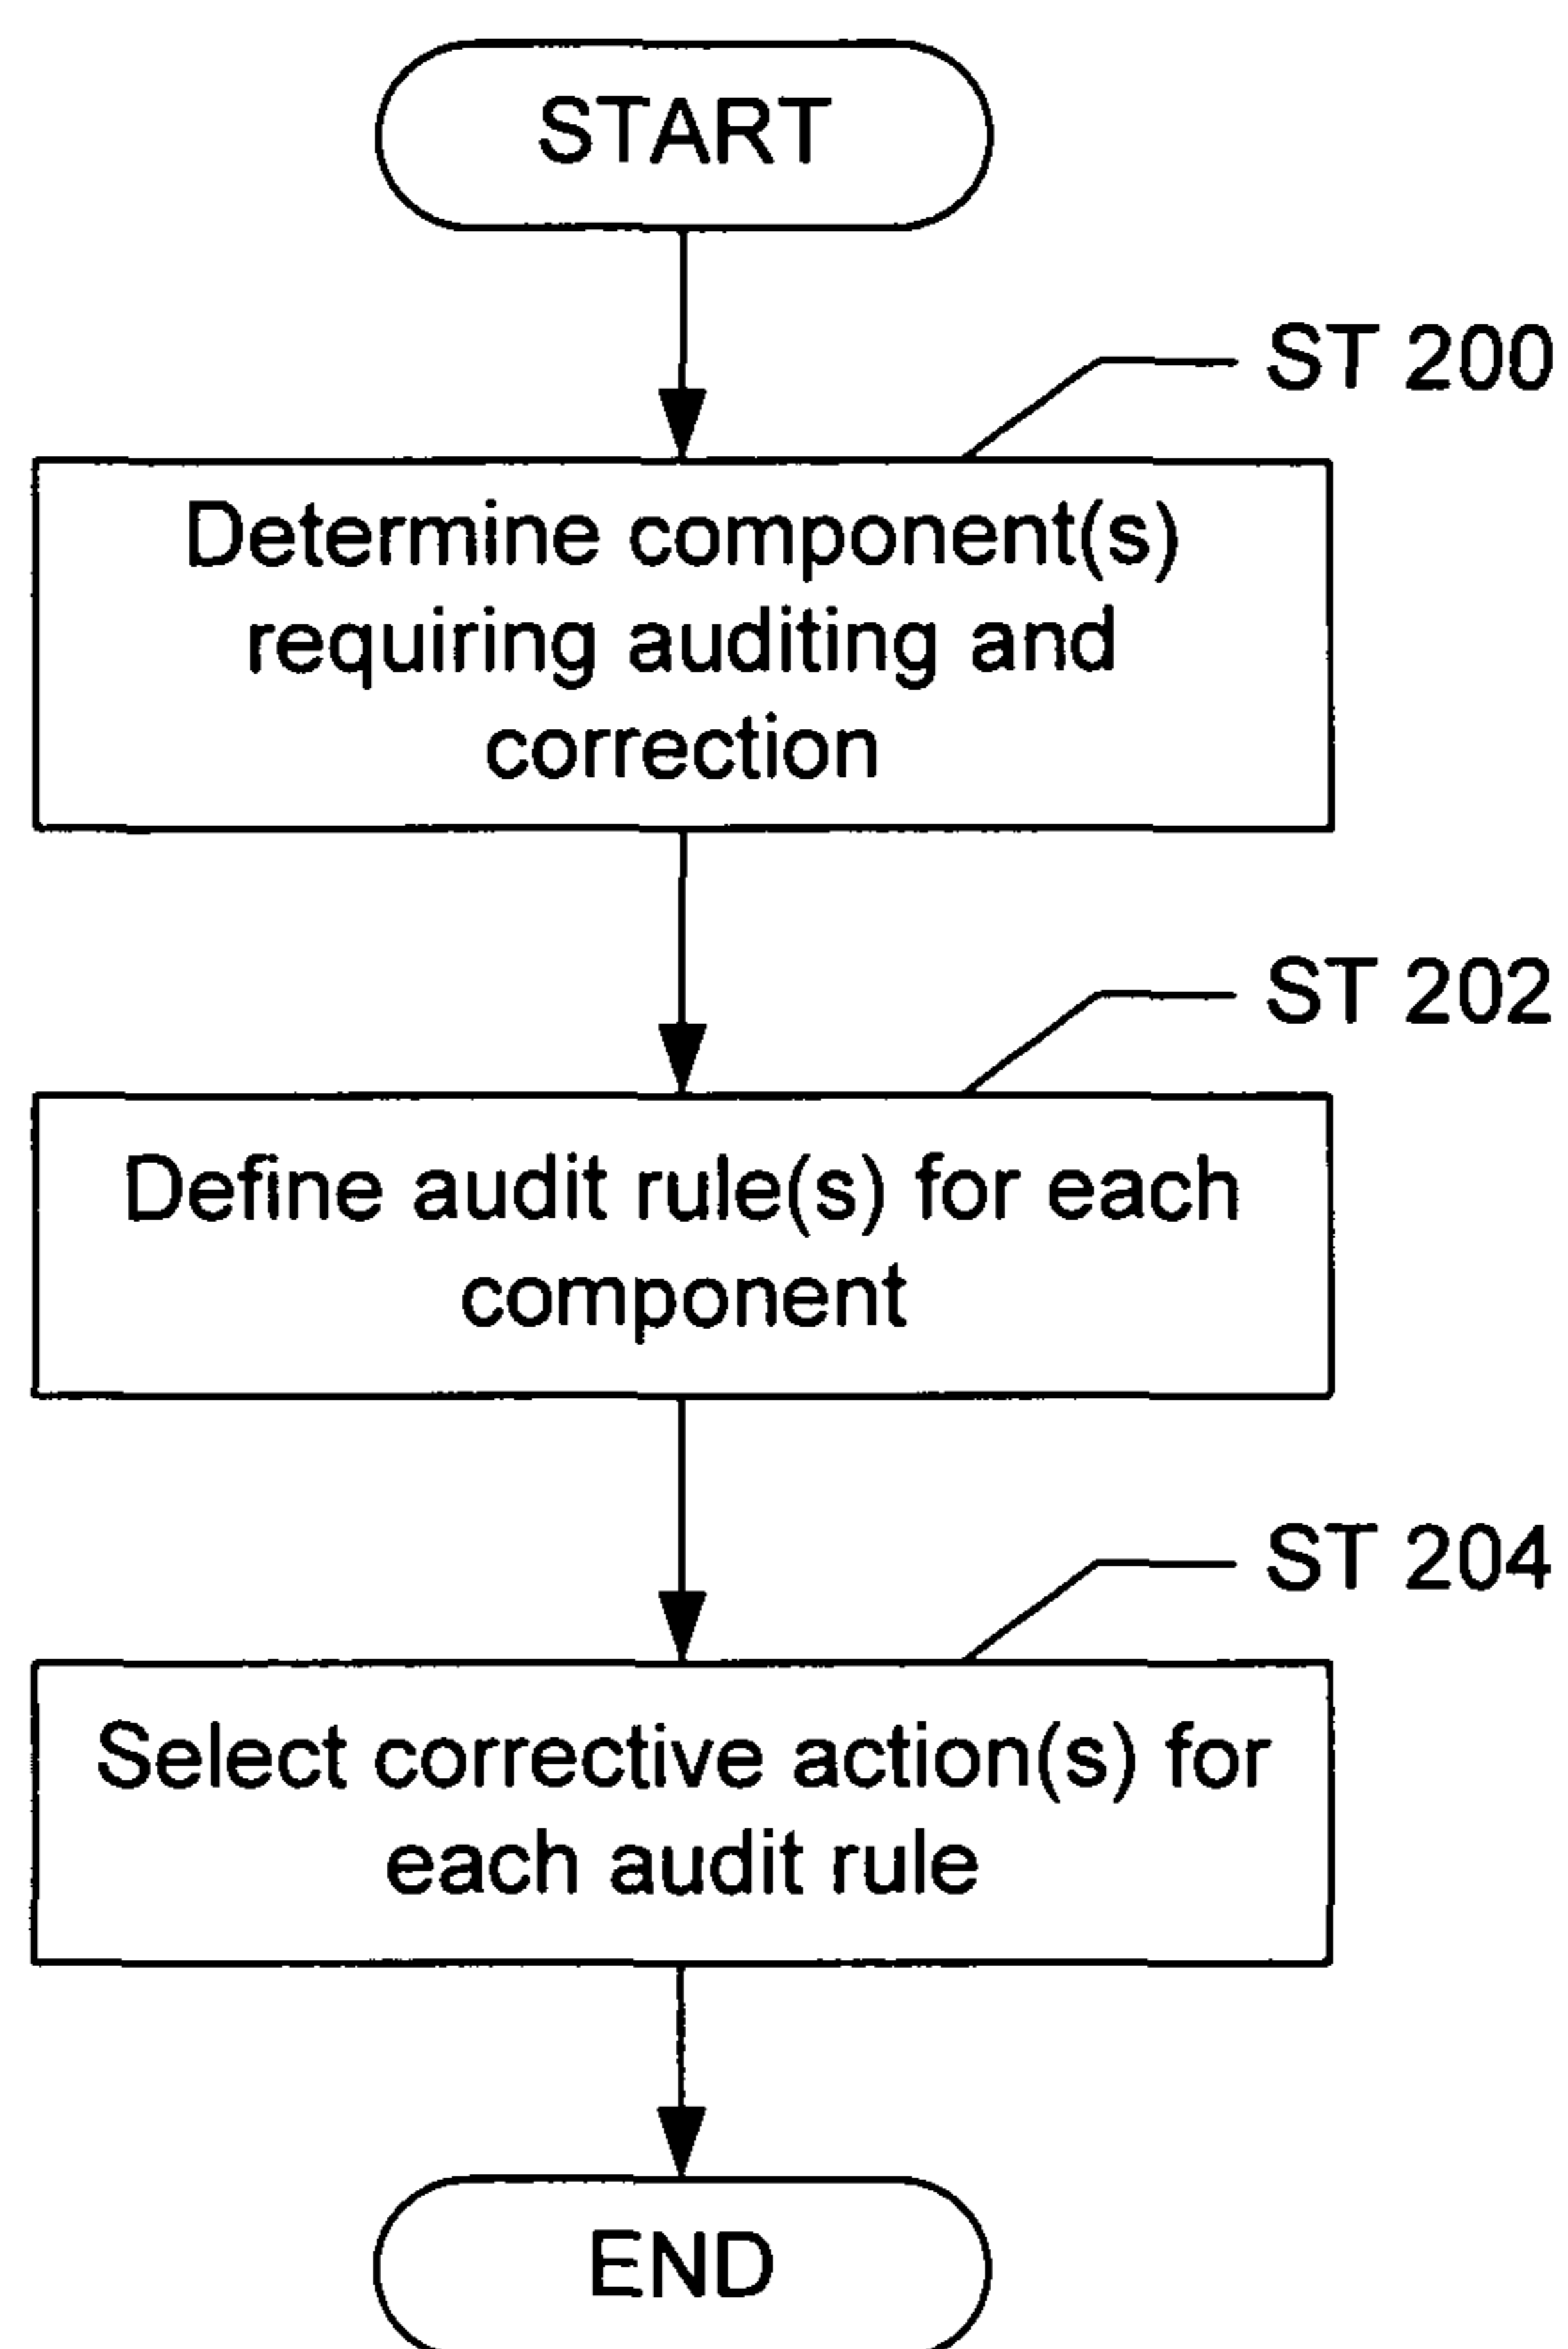 START
ST 200
Determine component(s)
requiring auditing and
correction
ST 202
Define audit rule(s) for each
component
ST 204
Select corrective action(s) for
each audit rule
END